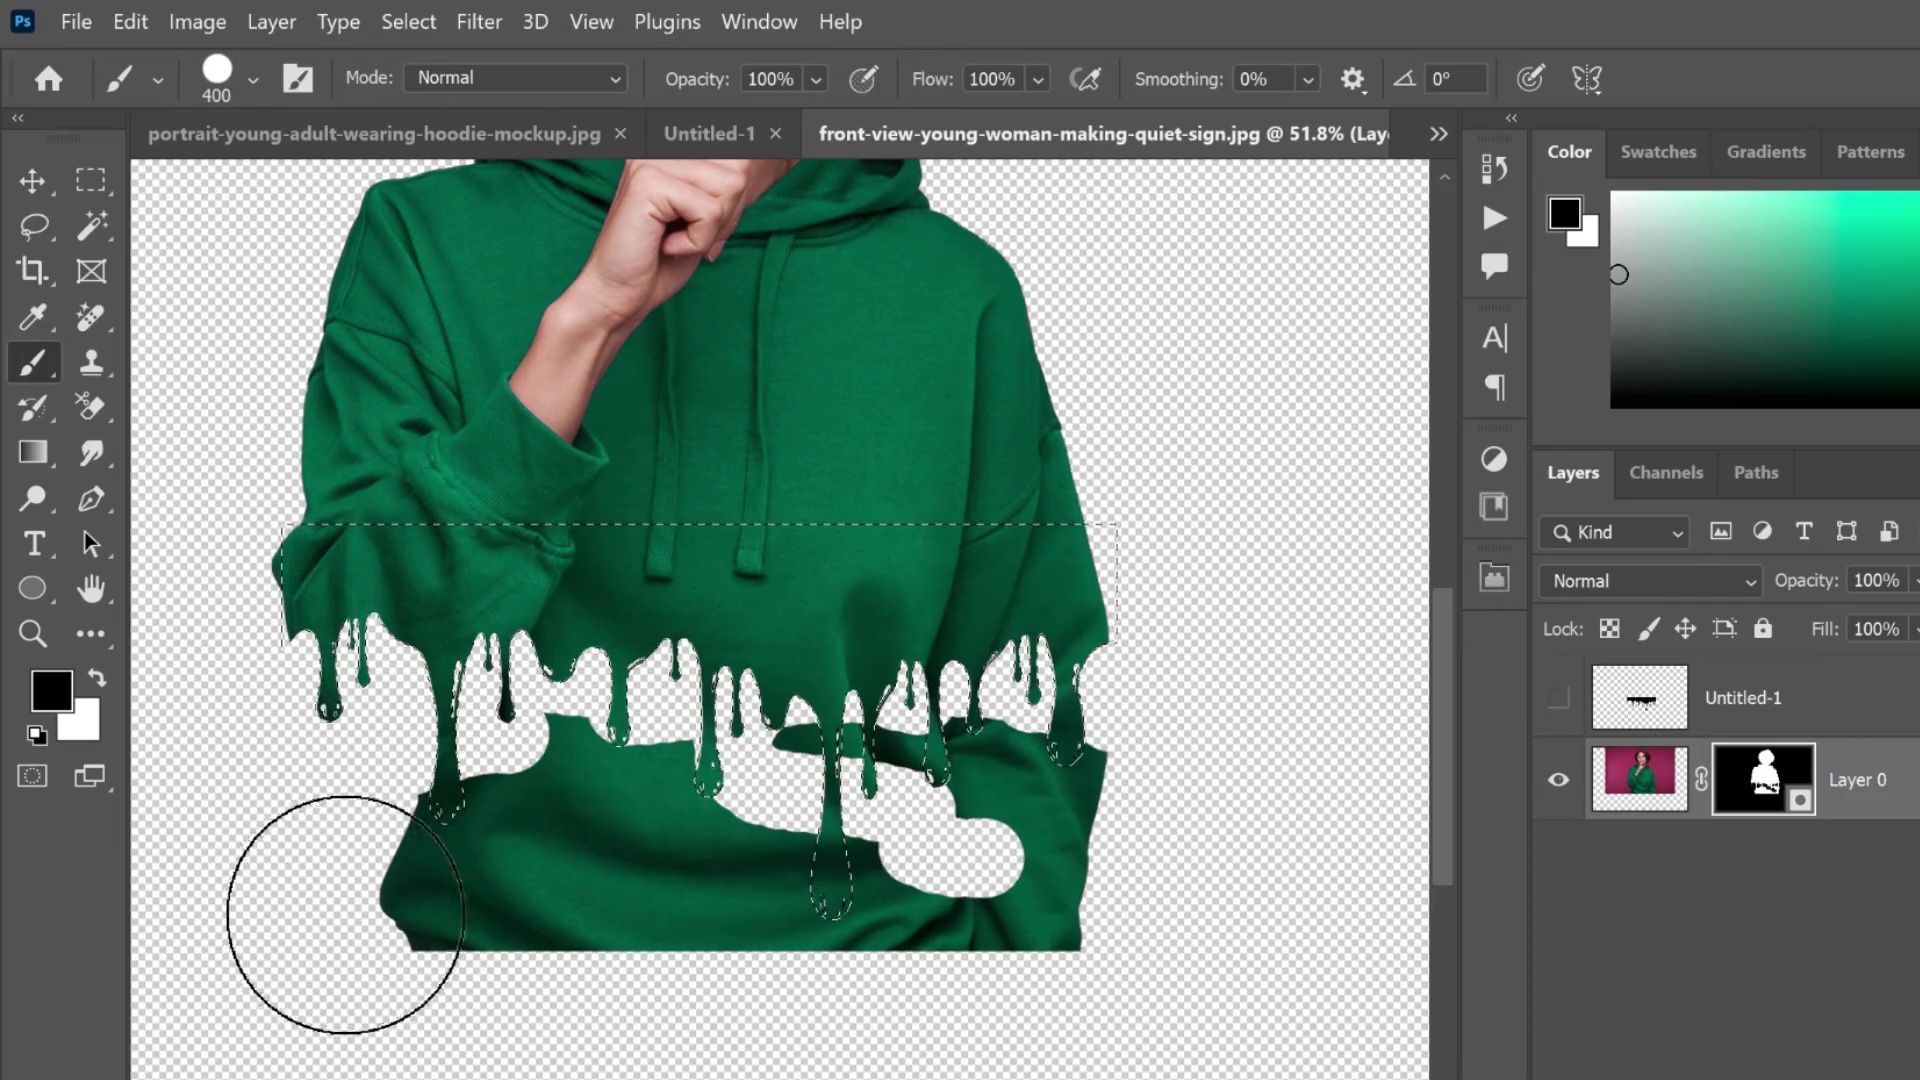 Ps File Edit Image Layer Type Select Filter 3D View Plugins Window Help
400 Mode: Normal Opacity: 100% Flow: 100% Smoothing: 0% 0°
portrait-young-adult-wearing-hoodie-mockup.jpg × Untitled-1 × front-view-young-woman-making-quiet-sign.jpg @ 51.8% (Laye
Color Swatches Gradients Patterns
Layers Channels Paths
Kind
Normal Opacity: 100%
Lock: Fill: 100%
Untitled-1
Layer 0